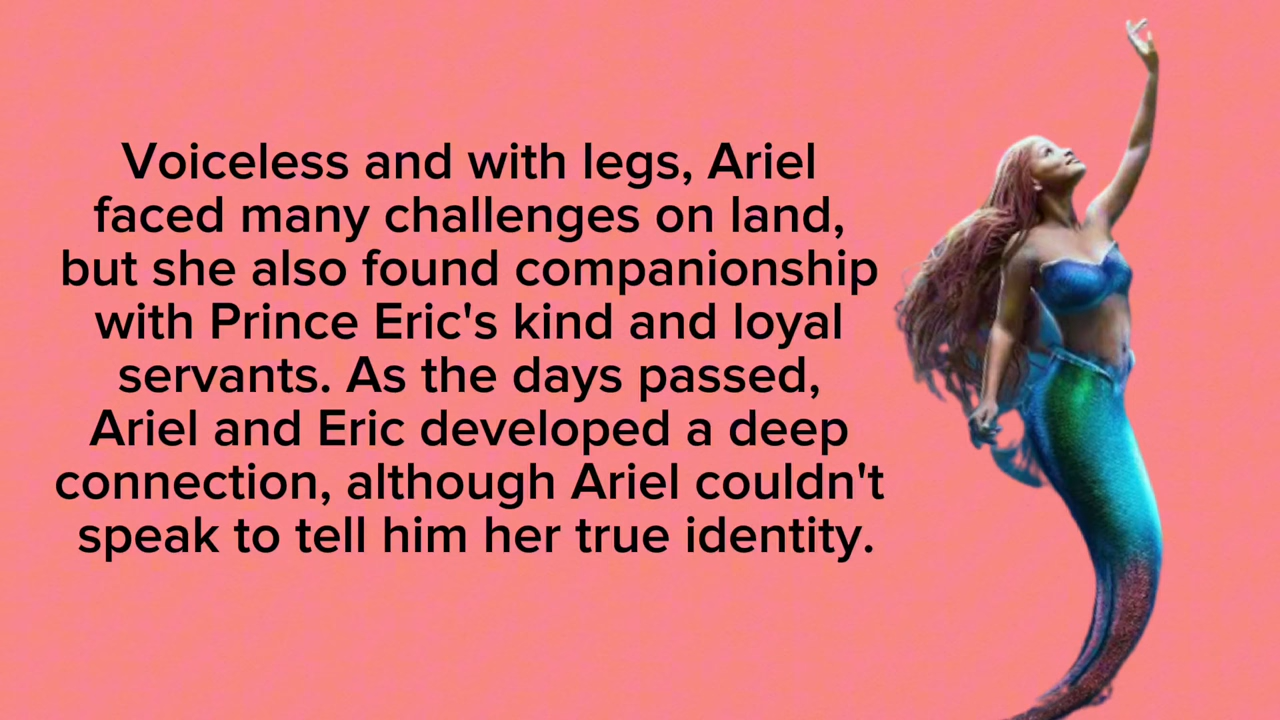 Voiceless and with legs, Ariel
faced many challenges on land,
but she also found companionship
with Prince Eric's kind and loyal
servants. As the days passed,
Ariel and Eric developed a deep
connection, although Ariel couldn't
speak to tell him her true identity.